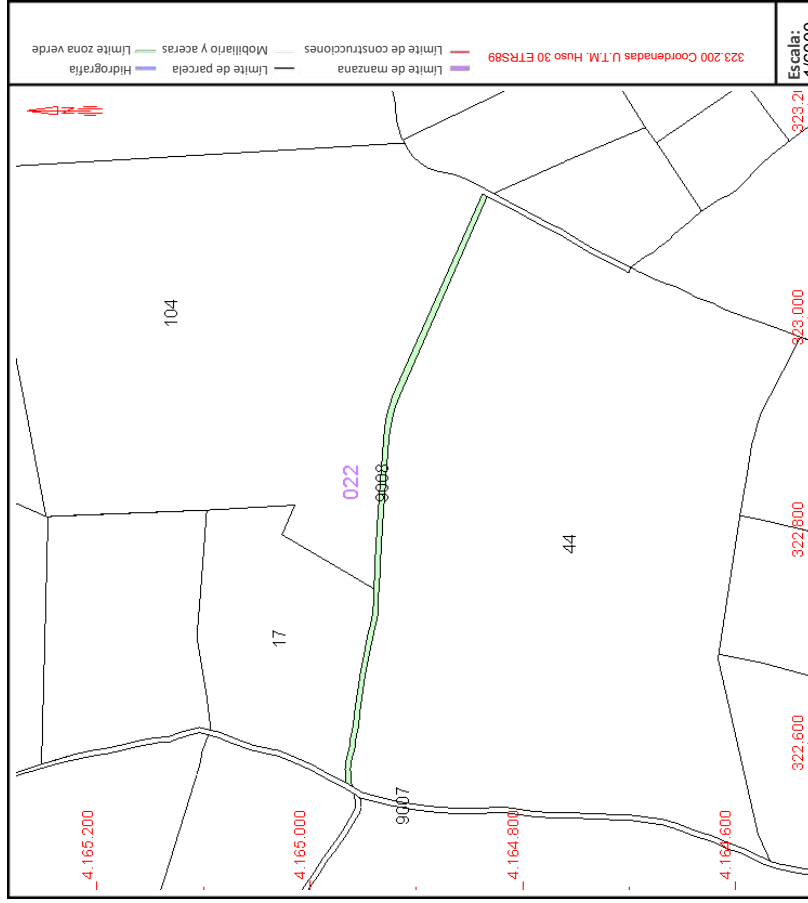 323.200 Coordenadas U.T.M. Huso 30 ETRS89
Límite de manzana
Límite de parcela
Hidrografía
Límite de construcciones
Mobiliario y aceras
Límite zona verde
Escala:
N
104
022
9008
17
44
9007
4.165.200
4.165.000
4.164.800
4.164.600
323.000
322.800
322.600